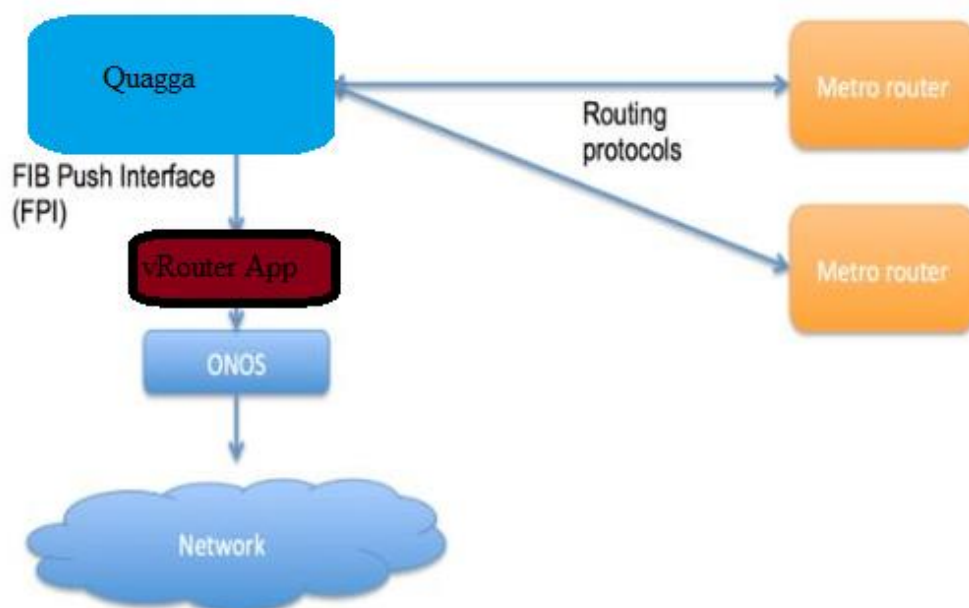 Quagga
Metro router
Routing
protocols
FIB Push Interface
(FPI)
vRouter App
Metro router
ONOS
Network